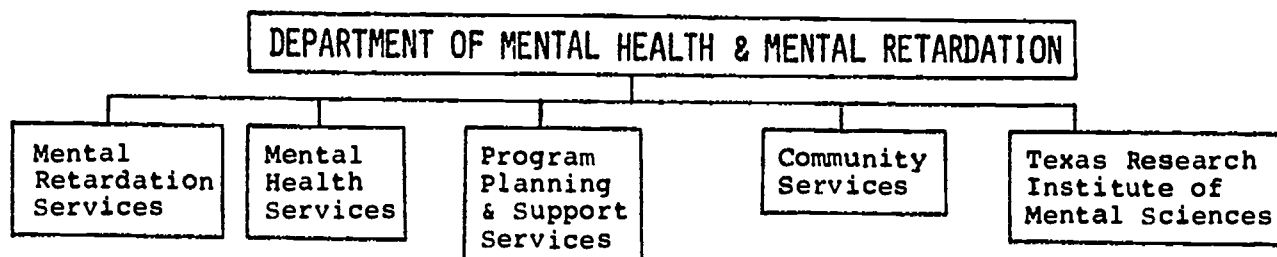 DEPARTMENT OF MENTAL HEALTH & MENTAL RETARDATION
Mental
Retardation
Services
Mental
Health
Services
Program
Planning
& Support
Services
Community
Services
Texas Research
Institute of
Mental Sciences